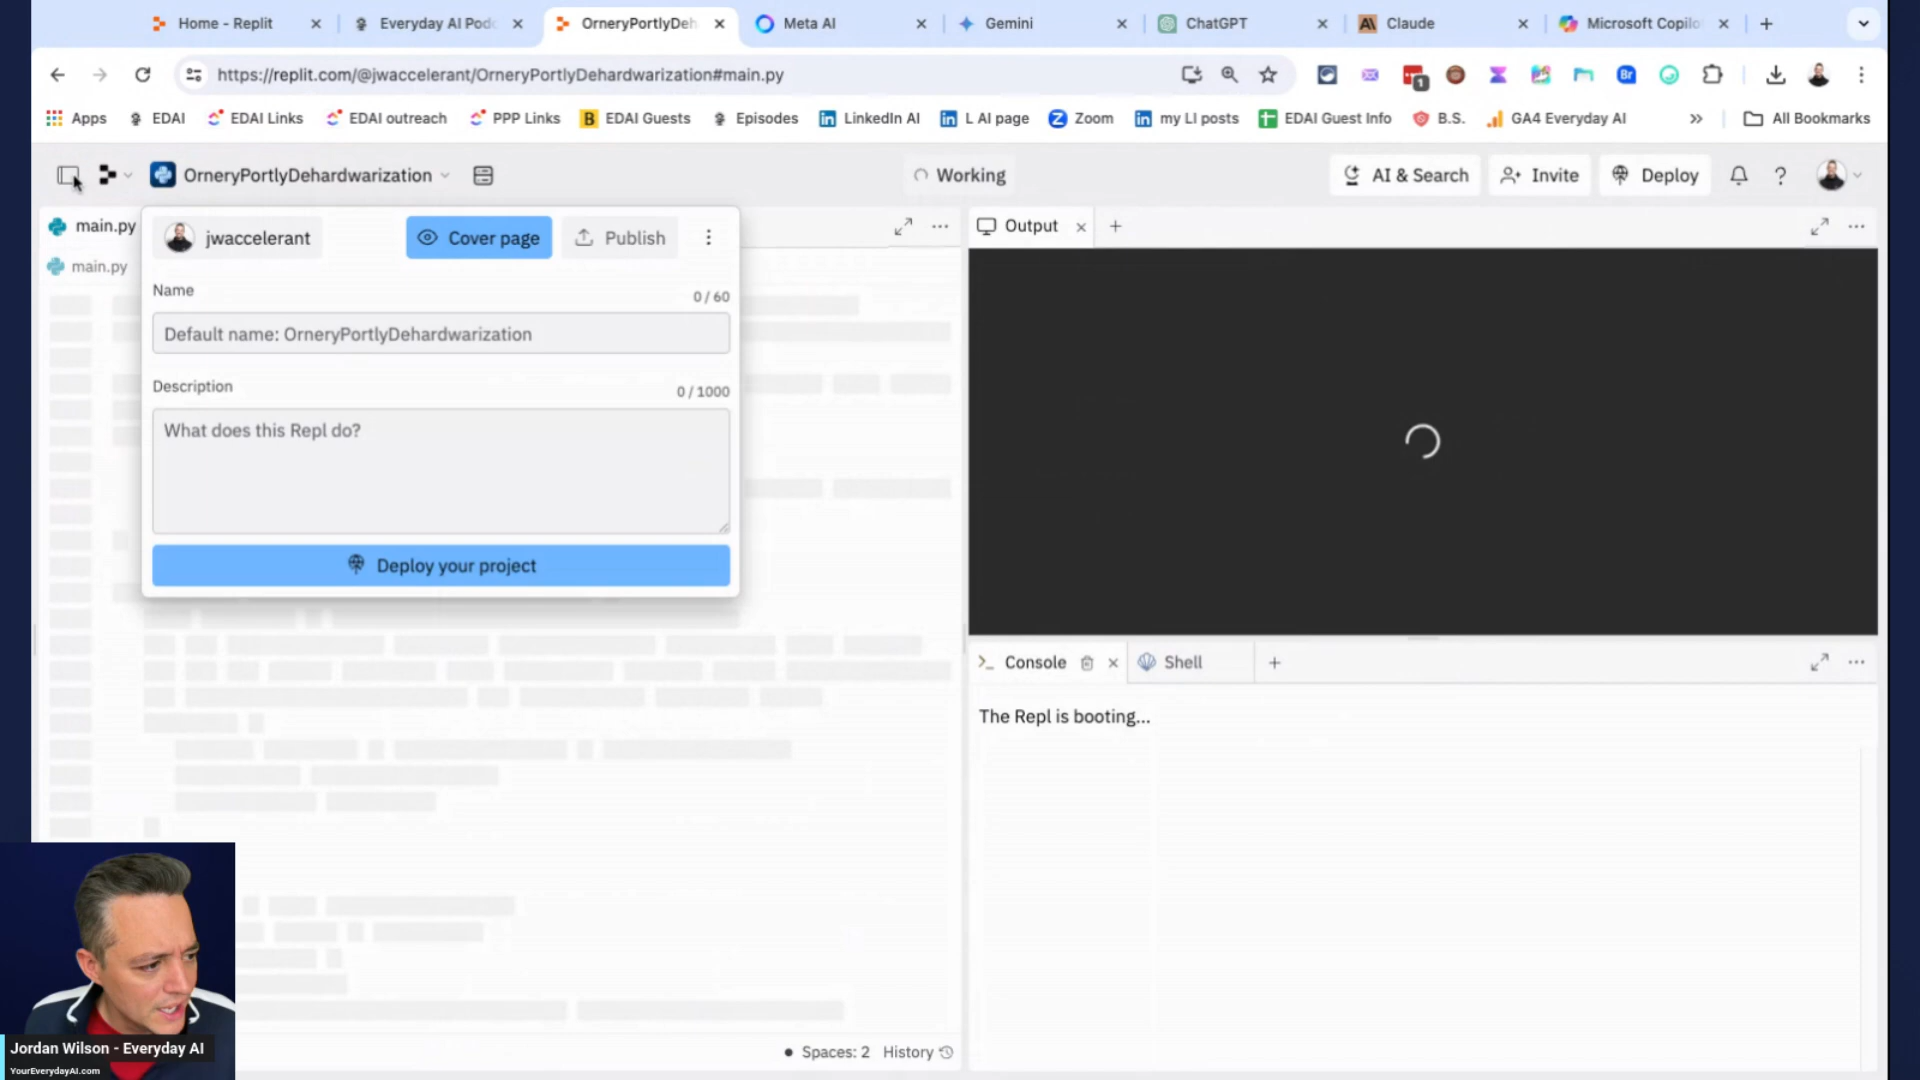 Home - Replit
Everyday AI Podc
OrneryPortlyDeh
Meta AI
Gemini
ChatGPT
Claude
Microsoft Copilo
https://replit.com/@jwaccelerant/OrneryPortlyDehardwarization#main.py
1
Br
Apps
EDAI
EDAI Links
EDAI outreach
PPP Links
B
EDAI Guests
Episodes
LinkedIn AI
L AI page
Zoom
my LI posts
EDAI Guest Info
B.S.
GA4 Everyday AI
All Bookmarks
OrneryPortlyDehardwarization
Working
AI & Search
Invite
Deploy
main.py
main.py
jwaccelerant
Cover page
Publish
Name
0 / 60
Default name: OrneryPortlyDehardwarization
Description
0 / 1000
What does this Repl do?
Deploy your project
Output
Console
Shell
The Repl is booting...
Spaces: 2
History
Jordan Wilson - Everyday AI
YourEverydayAI.com